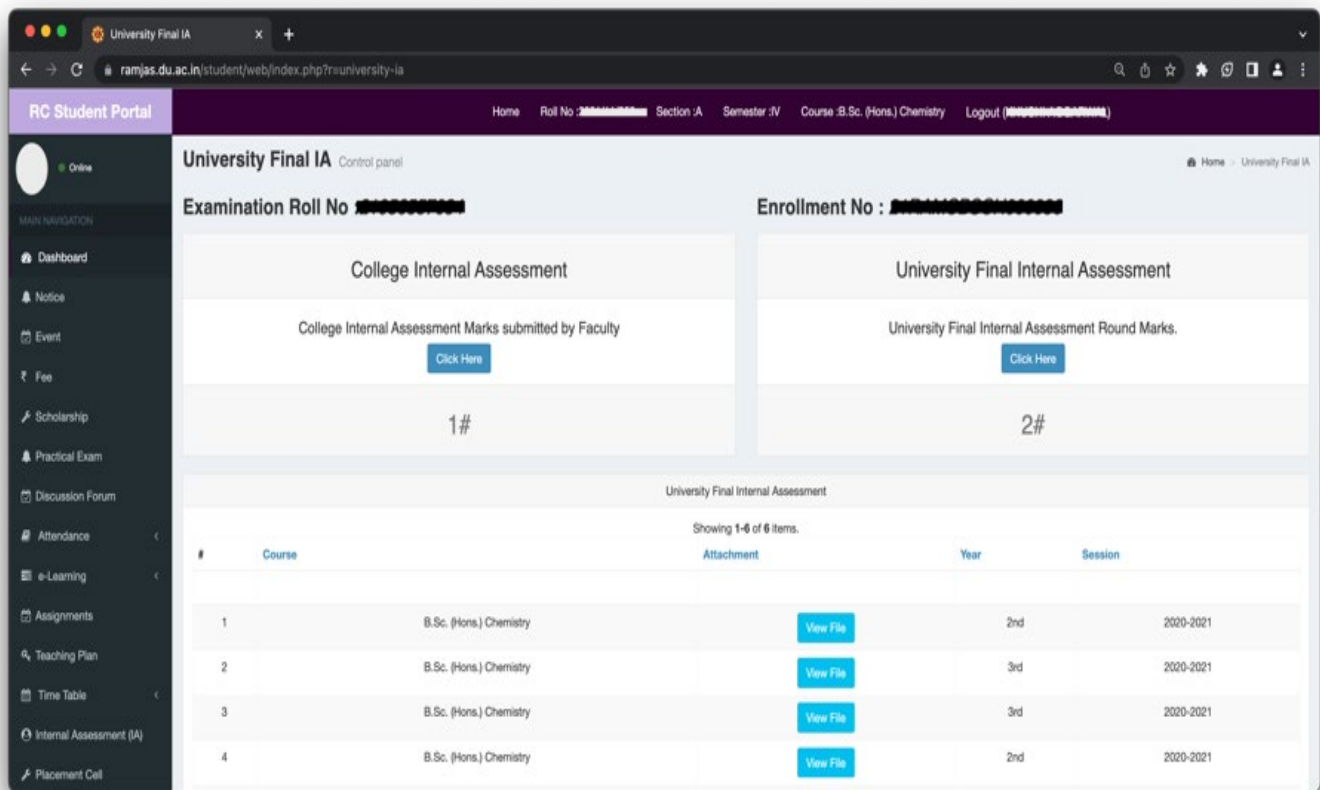 University Final IA
ramjas.du.ac.in/student/web/index.php?r=university-ia
RC Student Portal
Home Roll No : Section :A Semester :IV Course :B.Sc. (Hons.) Chemistry Logout ( )
Online
University Final IA Control panel
Home > University Final IA
MAIN NAVIGATION
Examination Roll No
Enrollment No :
Dashboard
Notice
Event
₹ Fee
Scholarship
Practical Exam
Discussion Forum
Attendance
e-Learning
Assignments
Teaching Plan
Time Table
Internal Assessment (IA)
Placement Cell
College Internal Assessment
College Internal Assessment Marks submitted by Faculty
Click Here
1#
University Final Internal Assessment
University Final Internal Assessment Round Marks.
Click Here
2#
University Final Internal Assessment
Showing 1-6 of 6 items.
# Course Attachment Year Session
1 B.Sc. (Hons.) Chemistry View File 2nd 2020-2021
2 B.Sc. (Hons.) Chemistry View File 3rd 2020-2021
3 B.Sc. (Hons.) Chemistry View File 3rd 2020-2021
4 B.Sc. (Hons.) Chemistry View File 2nd 2020-2021